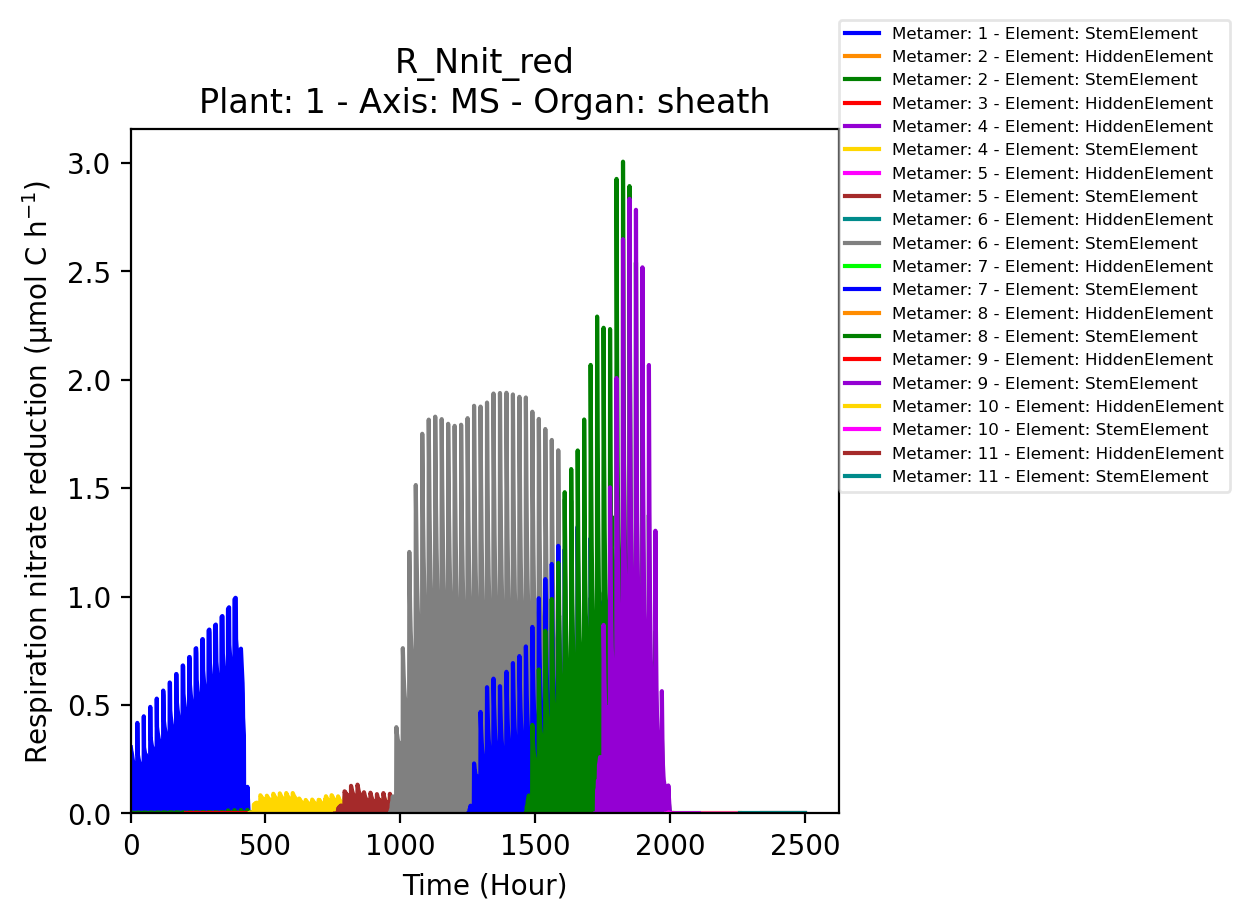 R_Nnit_red
Plant: 1 - Axis: MS - Organ: sheath
Respiration nitrate reduction (µmol C h⁻¹)
3.0
2.5
2.0
1.5
1.0
0.5
0.0
0 500 1000 1500 2000 2500
Time (Hour)
Metamer: 1 - Element: StemElement
Metamer: 2 - Element: HiddenElement
Metamer: 2 - Element: StemElement
Metamer: 3 - Element: HiddenElement
Metamer: 4 - Element: HiddenElement
Metamer: 4 - Element: StemElement
Metamer: 5 - Element: HiddenElement
Metamer: 5 - Element: StemElement
Metamer: 6 - Element: HiddenElement
Metamer: 6 - Element: StemElement
Metamer: 7 - Element: HiddenElement
Metamer: 7 - Element: StemElement
Metamer: 8 - Element: HiddenElement
Metamer: 8 - Element: StemElement
Metamer: 9 - Element: HiddenElement
Metamer: 9 - Element: StemElement
Metamer: 10 - Element: HiddenElement
Metamer: 10 - Element: StemElement
Metamer: 11 - Element: HiddenElement
Metamer: 11 - Element: StemElement